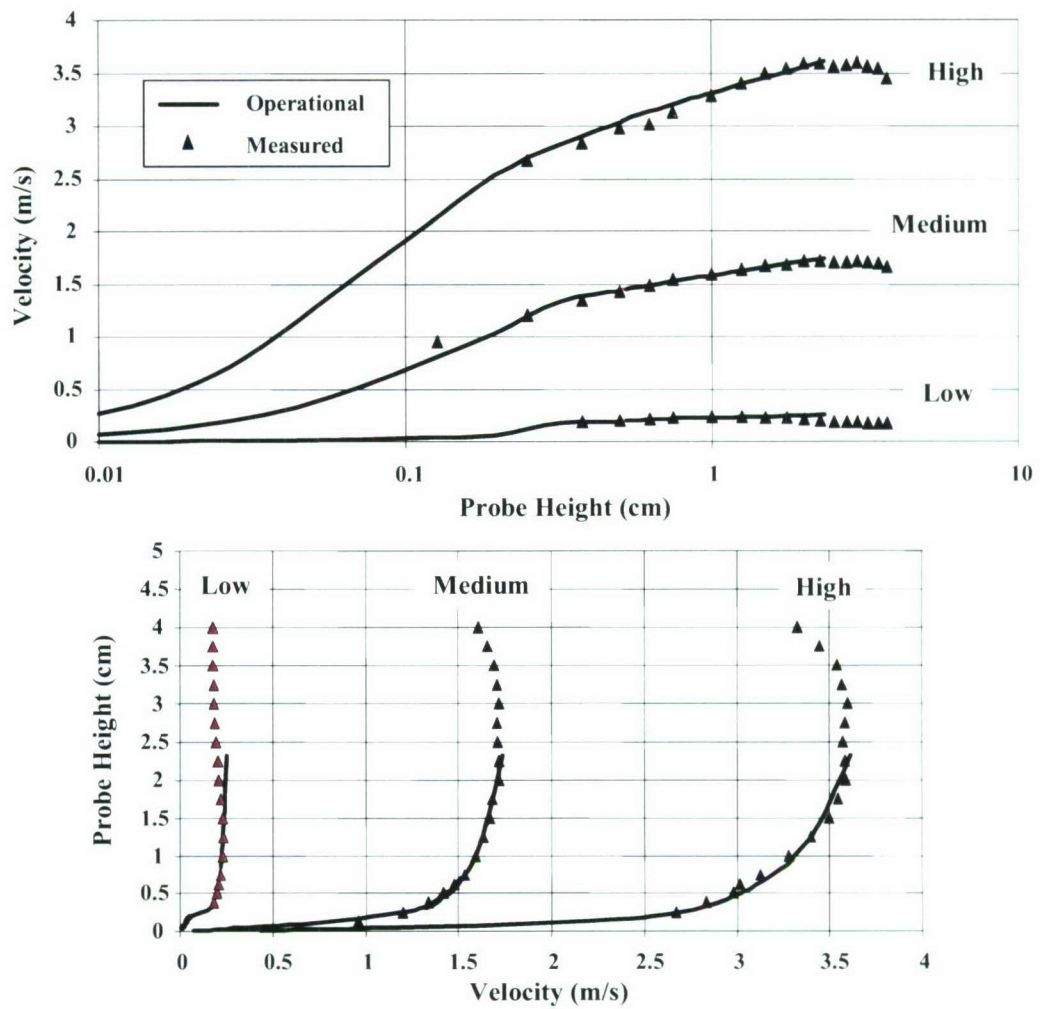 4
3.5
3
2.5
2
1.5
1
0.5
0
Velocity (m/s)
Operational
Measured
High
Medium
Low
0.01 0.1 1 10
Probe Height (cm)
5
4.5
4
3.5
3
2.5
2
1.5
1
0.5
0
Probe Height (cm)
Low Medium High
0 0.5 1 1.5 2 2.5 3 3.5 4
Velocity (m/s)